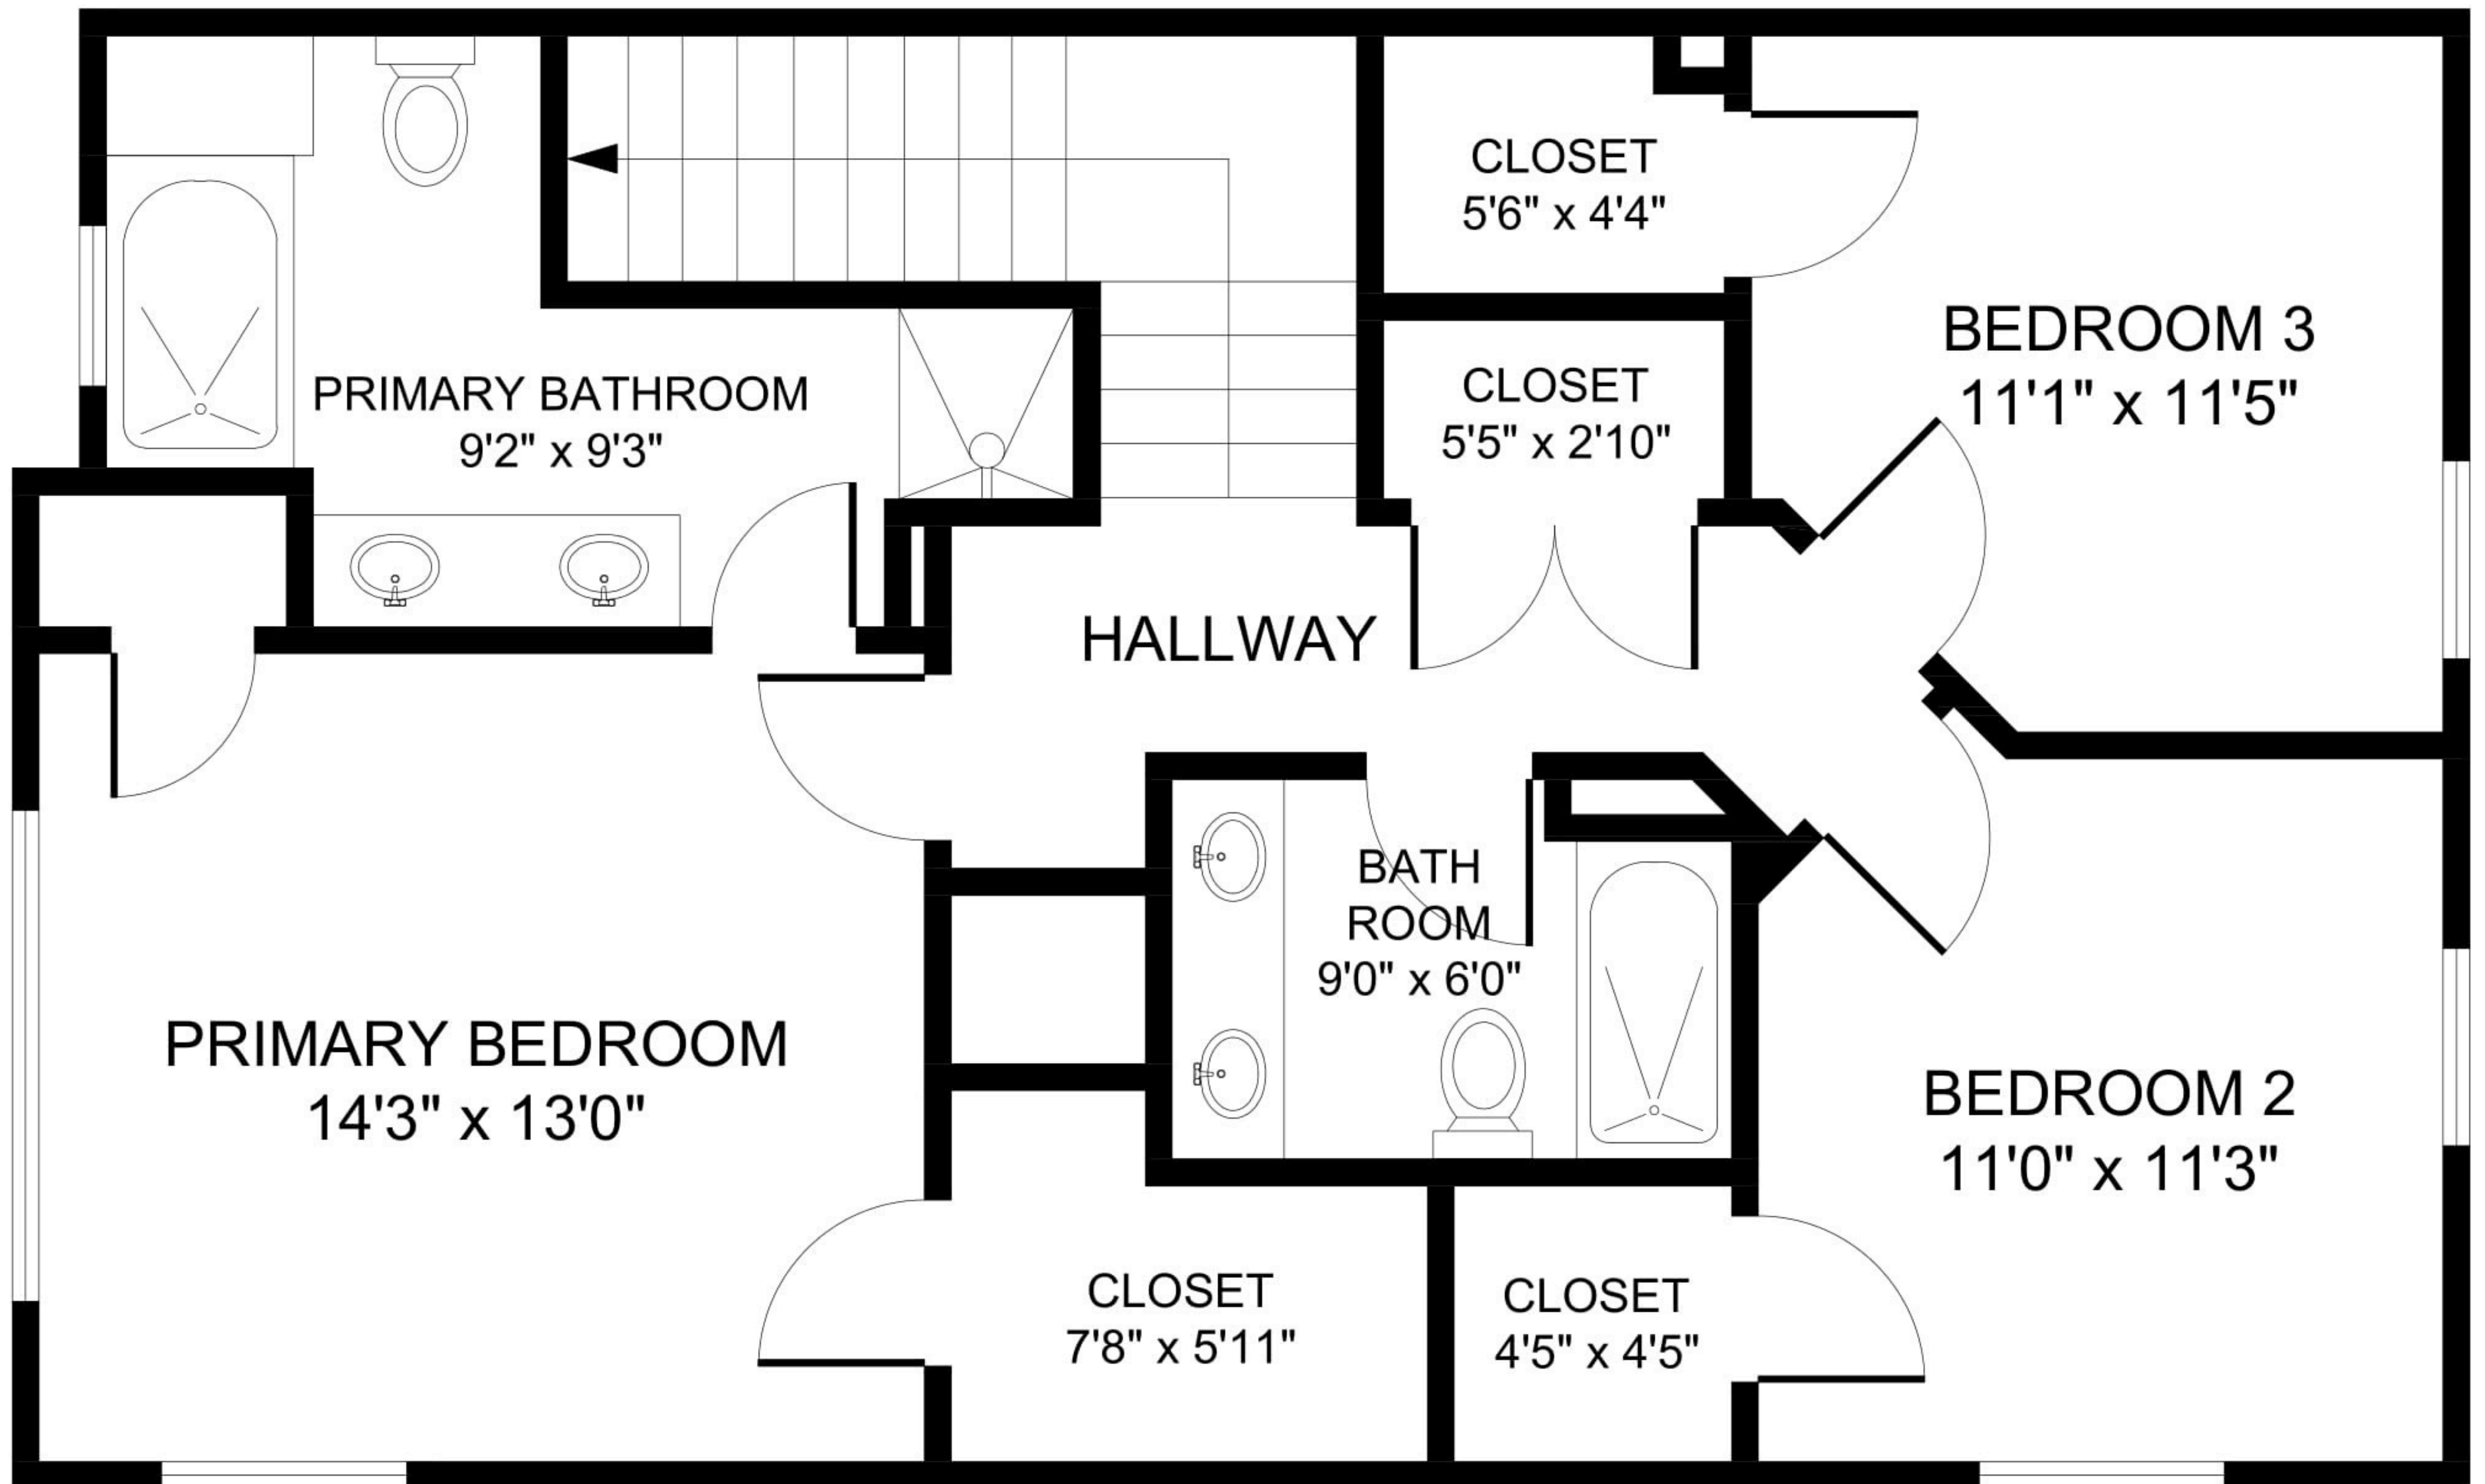 CLOSET
5'6" x 4'4"
BEDROOM 3
11'1" x 11'5"
PRIMARY BATHROOM
9'2" x 9'3"
CLOSET
5'5" x 2'10"
HALLWAY
BATH
ROOM
9'0" x 6'0"
PRIMARY BEDROOM
14'3" x 13'0"
BEDROOM 2
11'0" x 11'3"
CLOSET
7'8" x 5'11"
CLOSET
4'5" x 4'5"